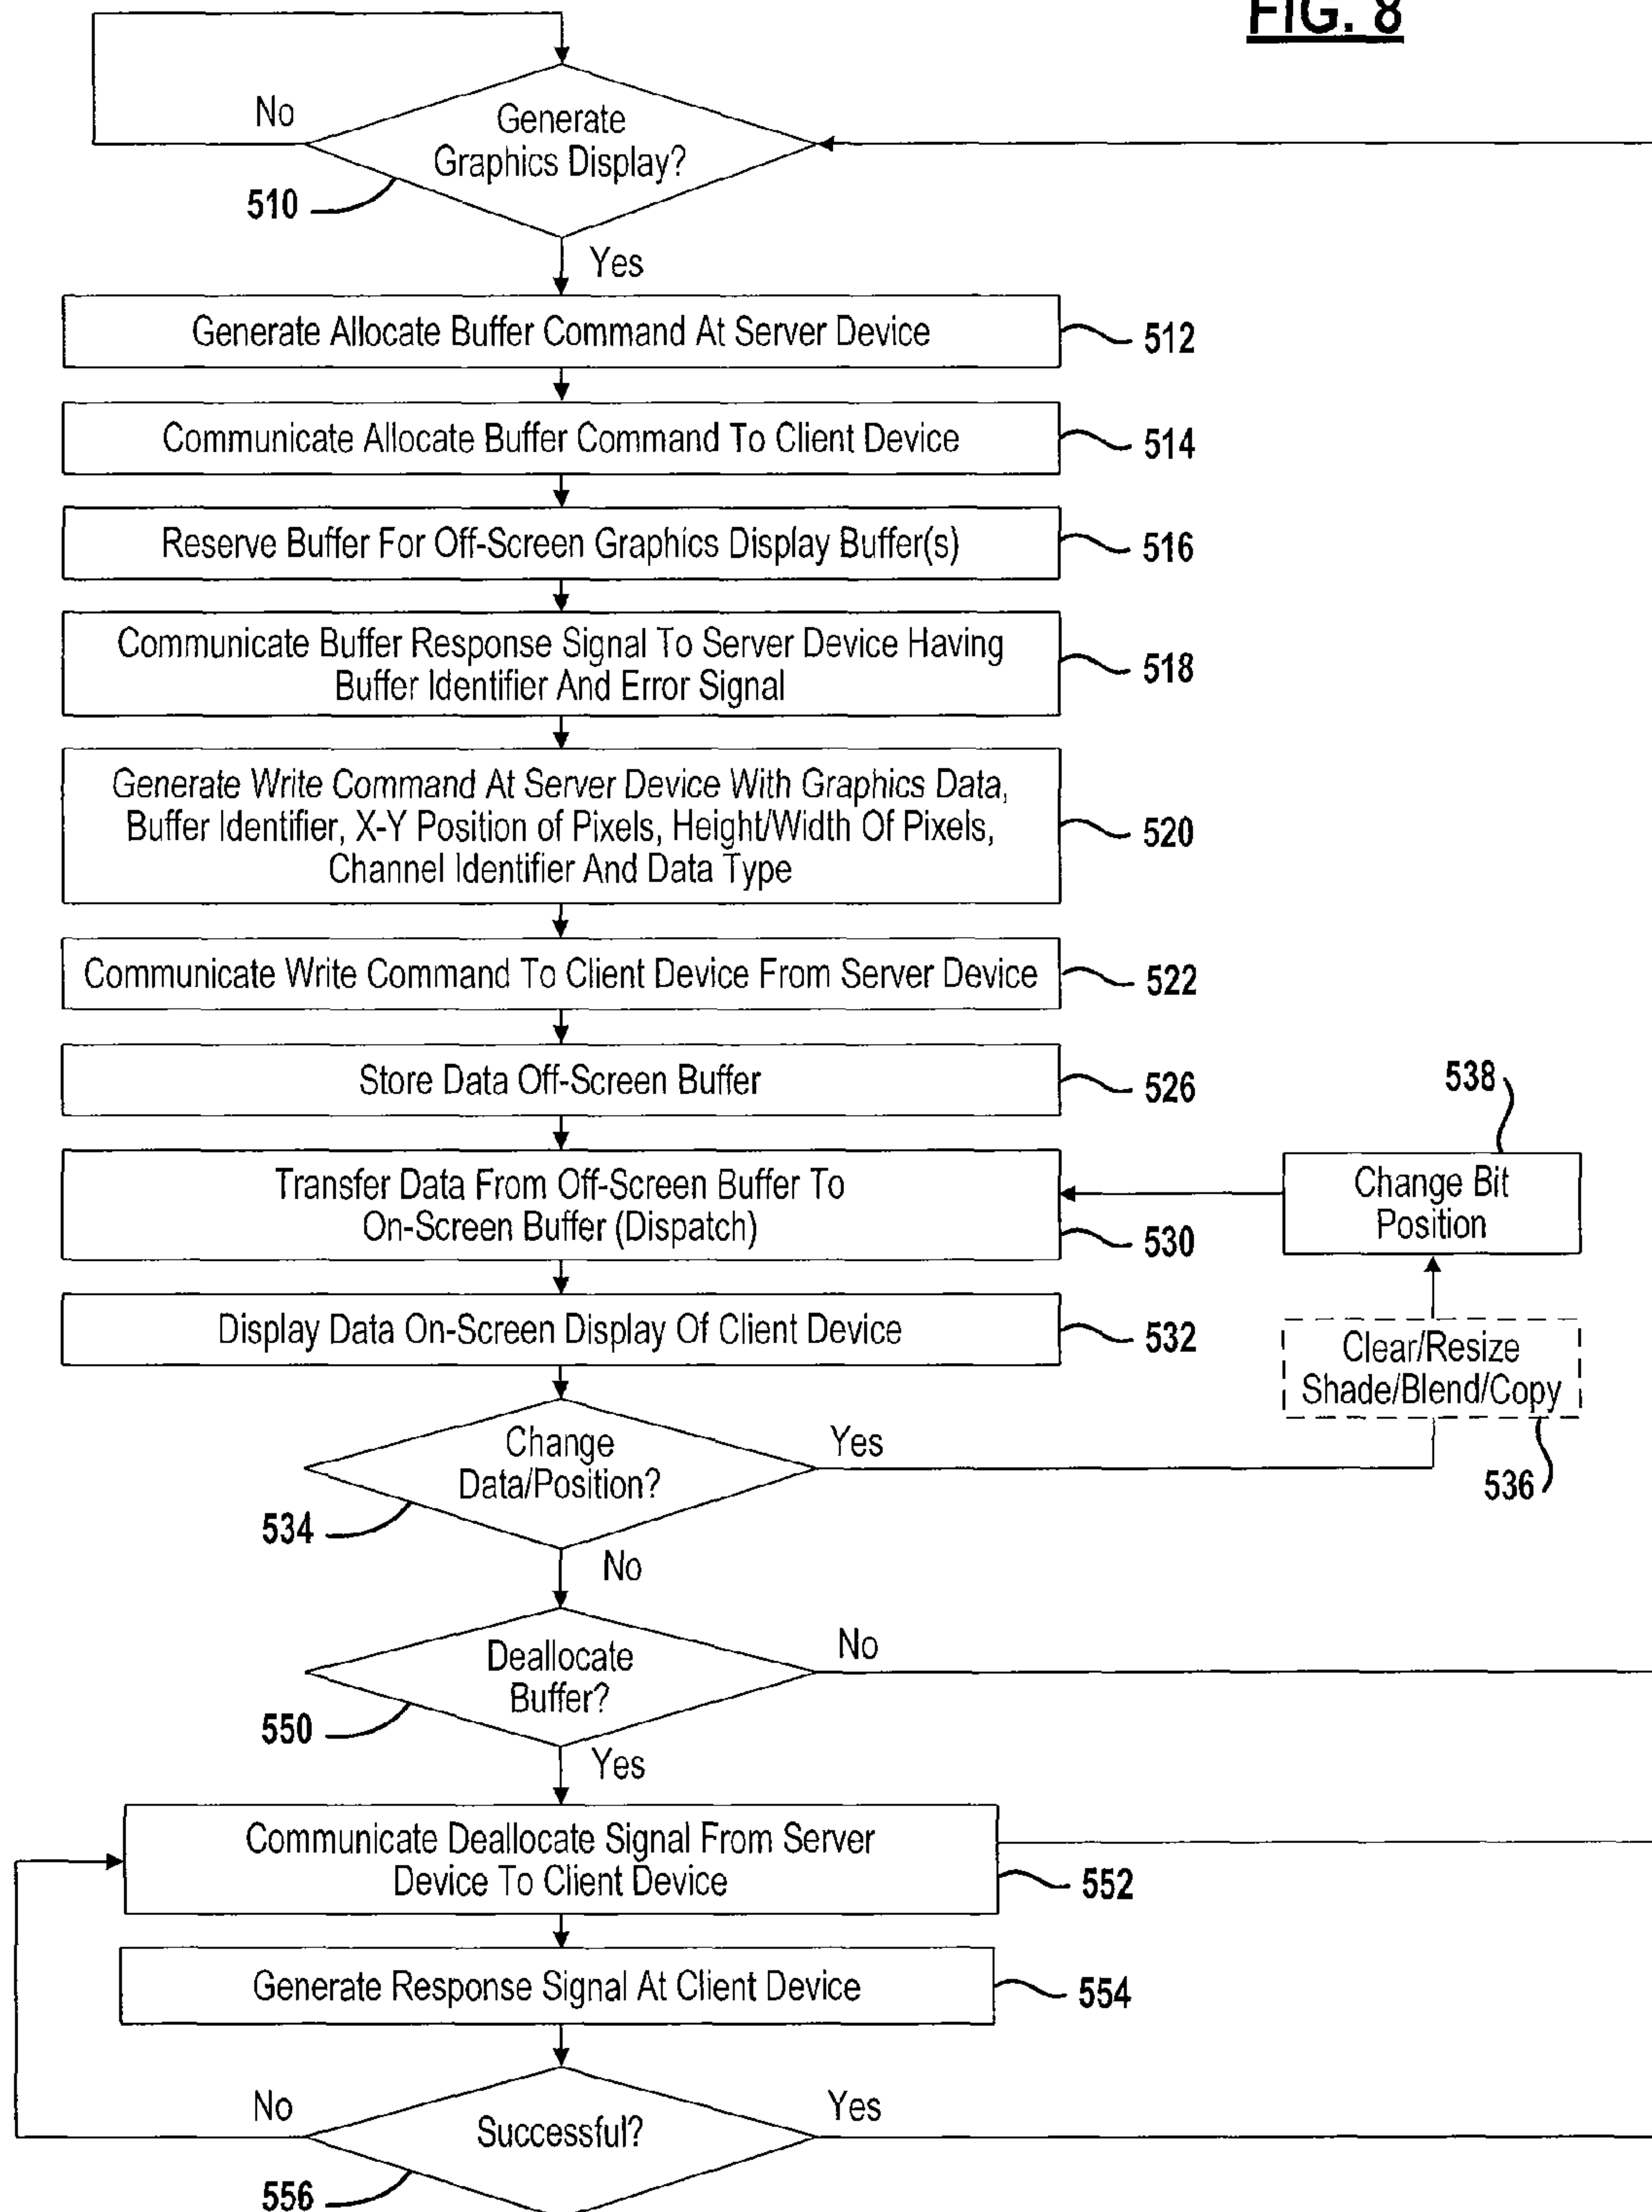 FIG. 8
No
Generate
Graphics Display?
510
Yes
Generate Allocate Buffer Command At Server Device
512
Communicate Allocate Buffer Command To Client Device
514
Reserve Buffer For Off-Screen Graphics Display Buffer(s)
516
Communicate Buffer Response Signal To Server Device Having
Buffer Identifier And Error Signal
518
Generate Write Command At Server Device With Graphics Data,
Buffer Identifier, X-Y Position of Pixels, Height/Width Of Pixels,
Channel Identifier And Data Type
520
Communicate Write Command To Client Device From Server Device
522
Store Data Off-Screen Buffer
526
538
Transfer Data From Off-Screen Buffer To
On-Screen Buffer (Dispatch)
530
Change Bit
Position
Display Data On-Screen Display Of Client Device
532
Clear/Resize
Shade/Blend/Copy
536
Change
Data/Position?
Yes
534
No
Deallocate
Buffer?
No
550
Yes
Communicate Deallocate Signal From Server
Device To Client Device
552
Generate Response Signal At Client Device
554
No
Successful?
Yes
556